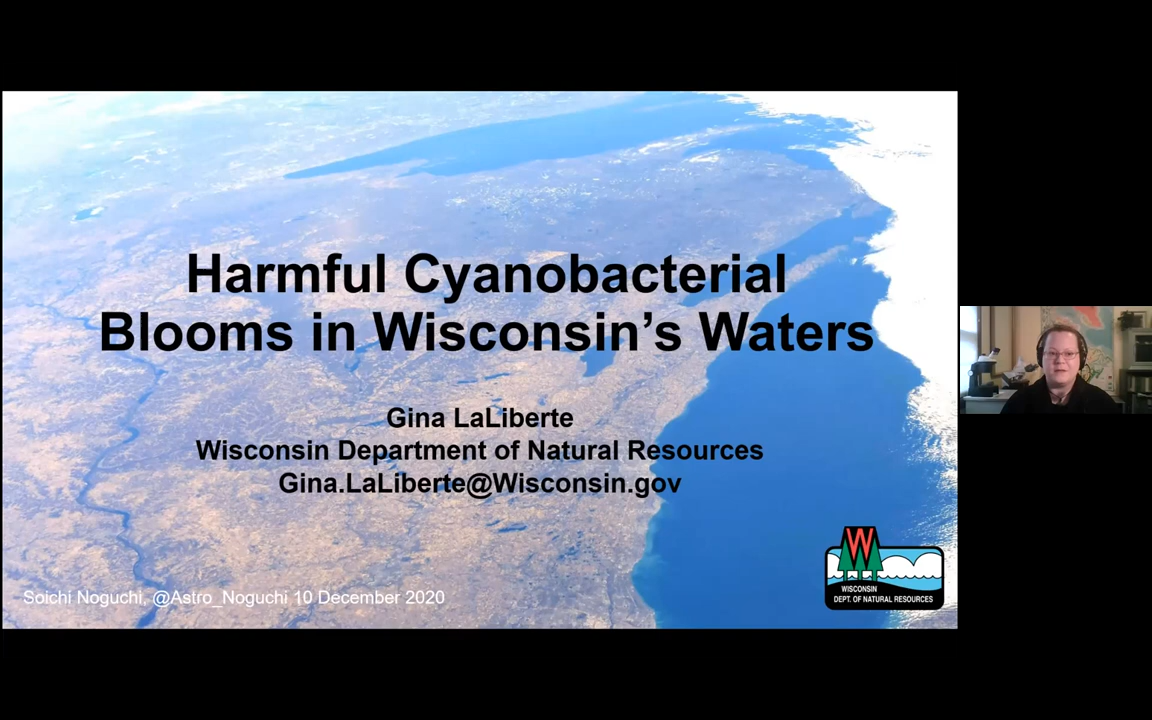 Harmful Cyanobacterial
Blooms in Wisconsin's Waters
Gina LaLiberte
Wisconsin Department of Natural Resources
Gina.LaLiberte@Wisconsin.gov
Soichi Noguchi, @Astro_Noguchi 10 December 2020
W
WISCONSIN
DEPT. OF NATURAL RESOURCES